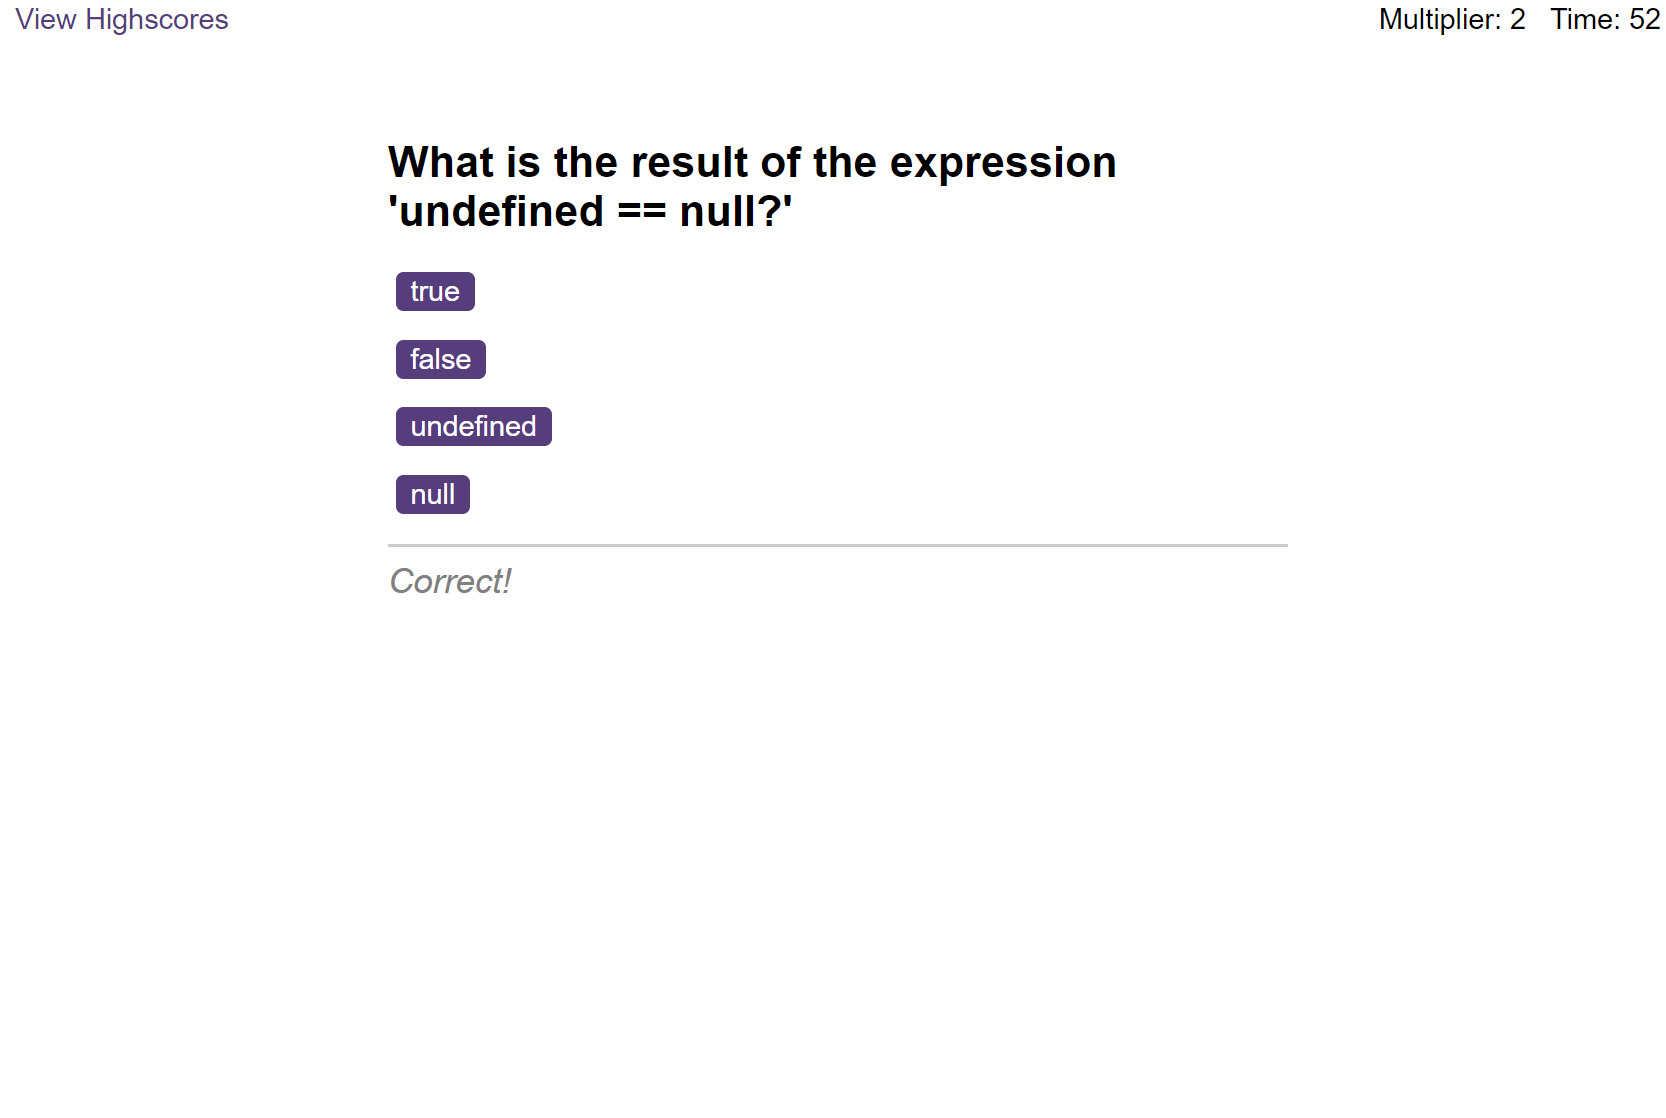 View Highscores
Multiplier: 2 Time: 52
What is the result of the expression
'undefined == null?'
true
false
undefined
null
Correct!